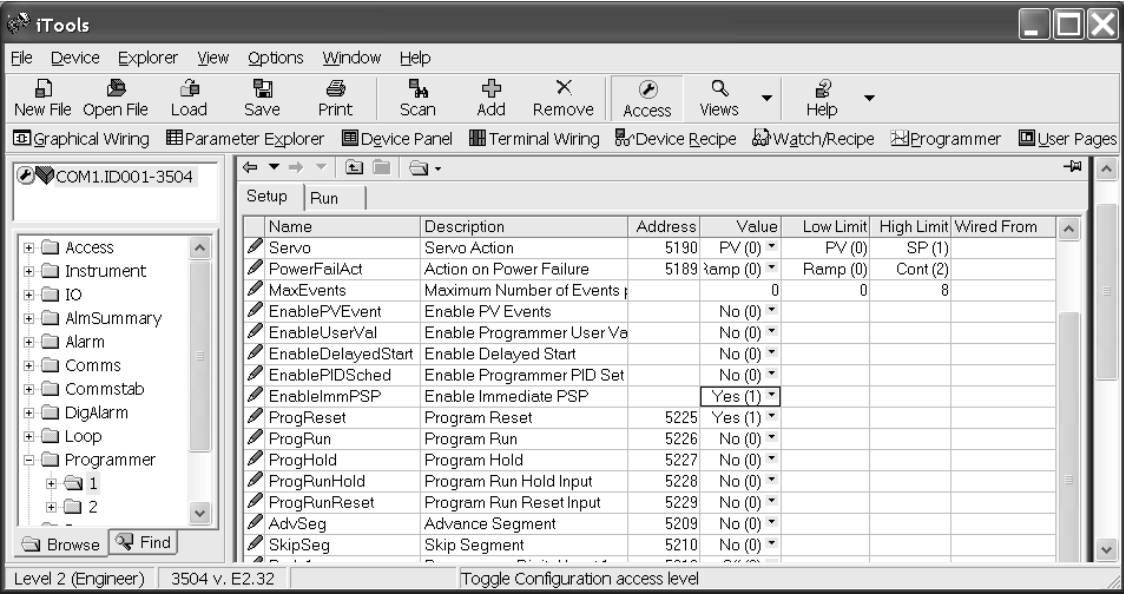 iTools
File Device Explorer View Options Window Help
New File Open File Load Save Print Scan Add Remove Access Views Help
Graphical Wiring Parameter Explorer Device Panel Terminal Wiring Device Recipe Watch/Recipe Programmer User Pages
COM1.ID001-3504
Access
Instrument
IO
AlmSummary
Alarm
Comms
Commstab
DigAlarm
Loop
Programmer
1
2
Browse Find
Setup Run
Name Description Address Value Low Limit High Limit Wired From
Servo Servo Action 5190 PV (0) PV (0) SP (1)
PowerFailAct Action on Power Failure 5189 Ramp (0) Ramp (0) Cont (2)
MaxEvents Maximum Number of Events 0 0 8
EnablePVEvent Enable PV Events No (0)
EnableUserVal Enable Programmer User Va No (0)
EnableDelayedStart Enable Delayed Start No (0)
EnablePIDSched Enable Programmer PID Set No (0)
EnableImmPSP Enable Immediate PSP Yes (1)
ProgReset Program Reset 5225 Yes (1)
ProgRun Program Run 5226 No (0)
ProgHold Program Hold 5227 No (0)
ProgRunHold Program Run Hold Input 5228 No (0)
ProgRunReset Program Run Reset Input 5229 No (0)
AdvSeg Advance Segment 5209 No (0)
SkipSeg Skip Segment 5210 No (0)
Level 2 (Engineer) 3504 v. E2.32 Toggle Configuration access level